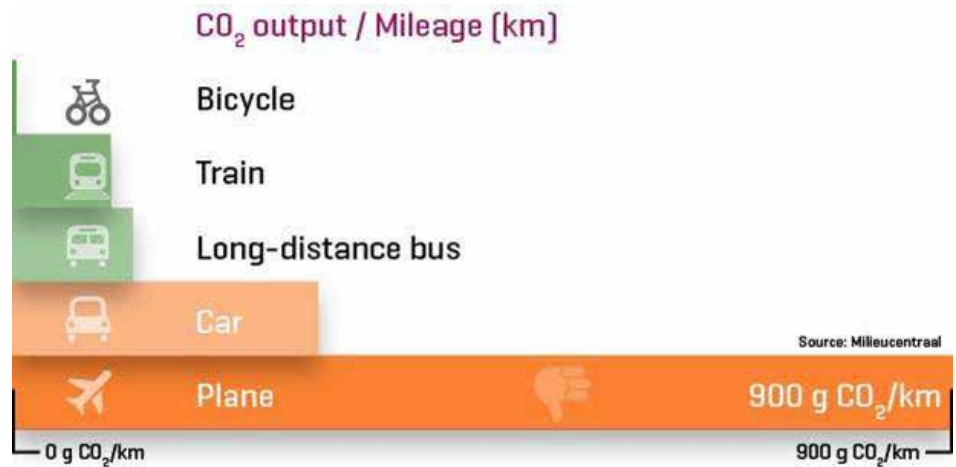 CO₂ output / Mileage (km)
Bicycle
Train
Long-distance bus
Car
Source: Milieucentraal
Plane
900 g CO₂/km
0 g CO₂/km
900 g CO₂/km